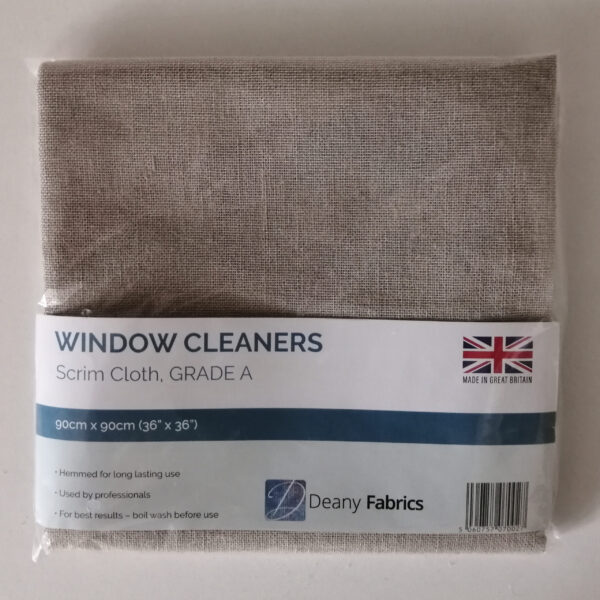 WINDOW CLEANERS
Scrim Cloth, GRADE A
MADE IN GREAT BRITAIN
90cm x 90cm (36" x 36")
• Hemmed for long lasting use
• Used by professionals
• For best results – boil wash before use
Deany Fabrics